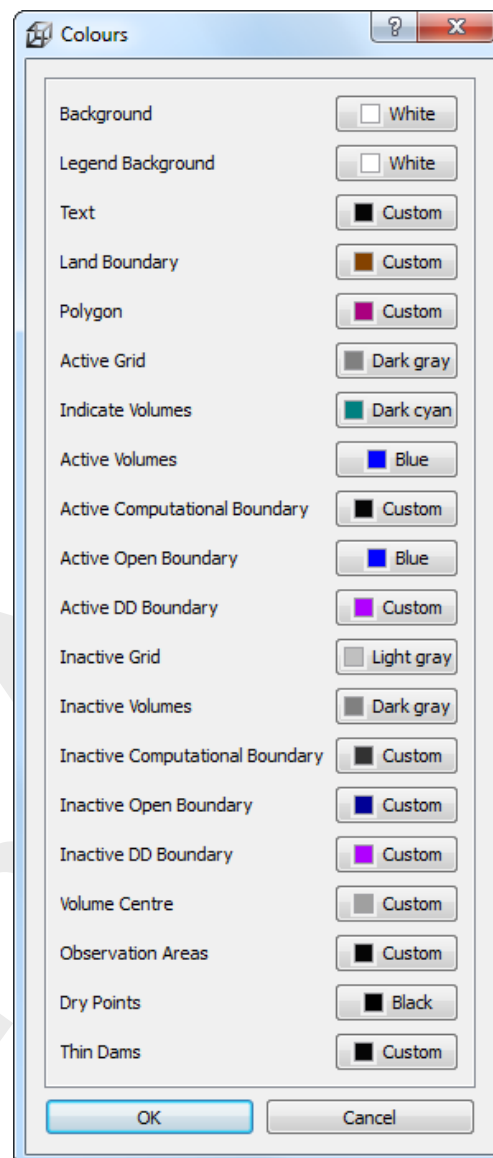 Colours
Background White
Legend Background White
Text Custom
Land Boundary Custom
Polygon Custom
Active Grid Dark gray
Indicate Volumes Dark cyan
Active Volumes Blue
Active Computational Boundary Custom
Active Open Boundary Blue
Active DD Boundary Custom
Inactive Grid Light gray
Inactive Volumes Dark gray
Inactive Computational Boundary Custom
Inactive Open Boundary Custom
Inactive DD Boundary Custom
Volume Centre Custom
Observation Areas Custom
Dry Points Black
Thin Dams Custom
OK Cancel